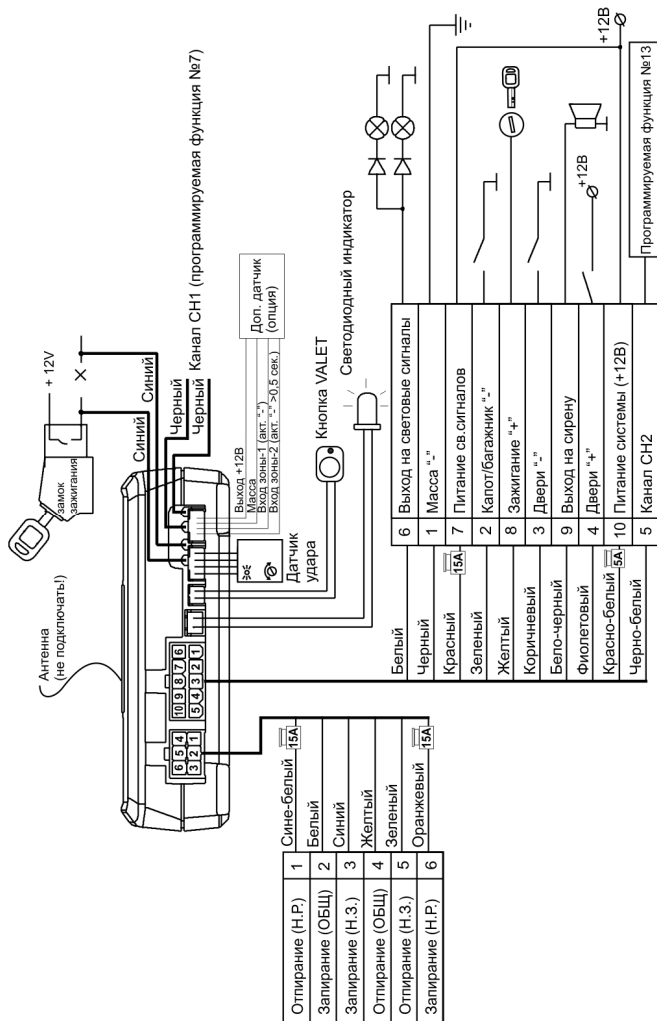 Антенна
(не подключать!)
замок
зажигания
+ 12V
Синий
Синий
Черный
Черный
Канал CH1 (программируемая функция №7)
Доп. датчик
(опция)
Выход +12В
Масса
Вход зоны-1 (акт. "-")
Вход зоны-2 (акт. "-" >0,5 сек.)
Датчик
удара
Кнопка VALET
Светодиодный индикатор
6 5 4
3 2 1
10 9 8 7 6
5 4 3 2 1
Сине-белый 15A
Белый
Синий
Желтый
Зеленый
Оранжевый 15A
Отпирание (Н.Р.) 1
Запирание (ОБЩ) 2
Запирание (Н.З.) 3
Отпирание (ОБЩ) 4
Отпирание (Н.З.) 5
Запирание (Н.Р.) 6
Белый 6 Выход на световые сигналы
Черный 1 Масса "-"
Красный 15A 7 Питание св.сигналов
Зеленый 2 Капот/багажник "-"
Желтый 8 Зажигание "+"
Коричневый 3 Двери "-"
Бело-черный 9 Выход на сирену
Фиолетовый 4 Двери "+"
Красно-белый 5A 10 Питание системы (+12В)
Черно-белый 5 Канал CH2
+12В
+12В
Программируемая функция №13